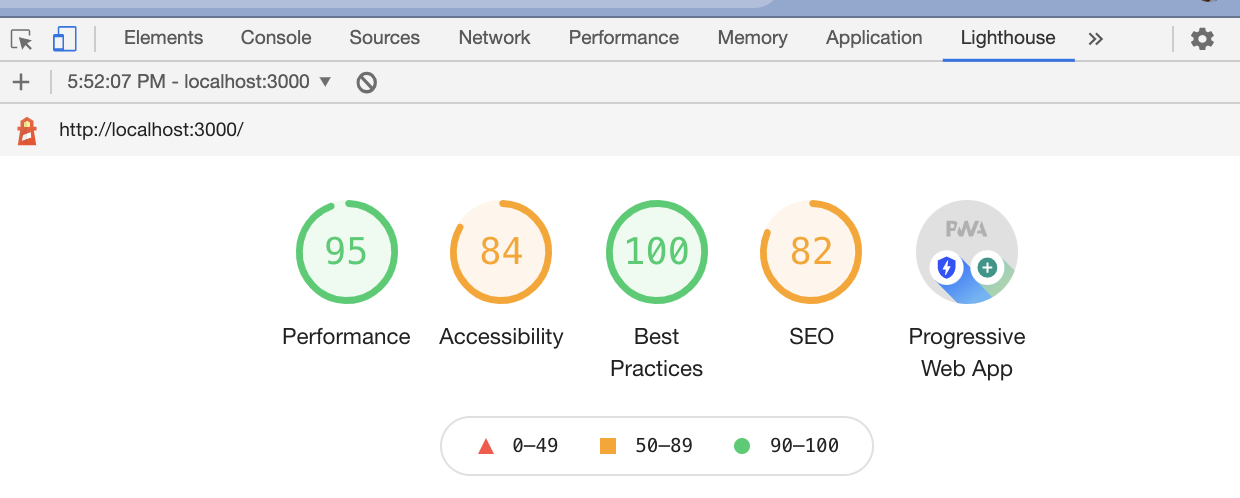 Elements Console Sources Network Performance Memory Application Lighthouse »
+ 5:52:07 PM - localhost:3000 ▼
http://localhost:3000/
95 84 100 82 PWA
Performance Accessibility Best Practices SEO Progressive Web App
0–49 50–89 90–100